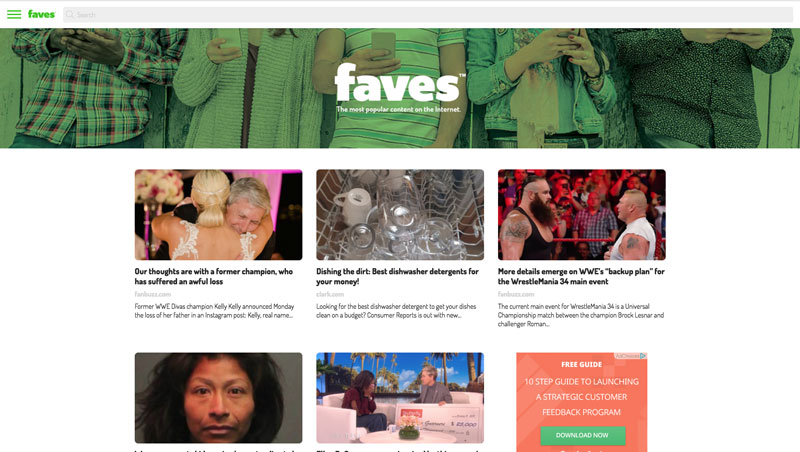 faves
Search
faves™
The most popular content on the Internet.
Our thoughts are with a former champion, who
has suffered an awful loss
fanbuzz.com
Former WWE Divas champion Kelly Kelly announced Monday
the loss of her father in an Instagram post: Kelly, real name...
Dishing the dirt: Best dishwasher detergents for
your money!
clark.com
Looking for the best dishwasher detergent to get your dishes
clean on a budget? Consumer Reports is out with new...
More details emerge on WWE's "backup plan" for
the WrestleMania 34 main event
fanbuzz.com
The current main event for WrestleMania 34 is a Universal
Championship match between the champion Brock Lesnar and
challenger Roman...
FREE GUIDE
10 STEP GUIDE TO LAUNCHING
A STRATEGIC CUSTOMER
FEEDBACK PROGRAM
DOWNLOAD NOW